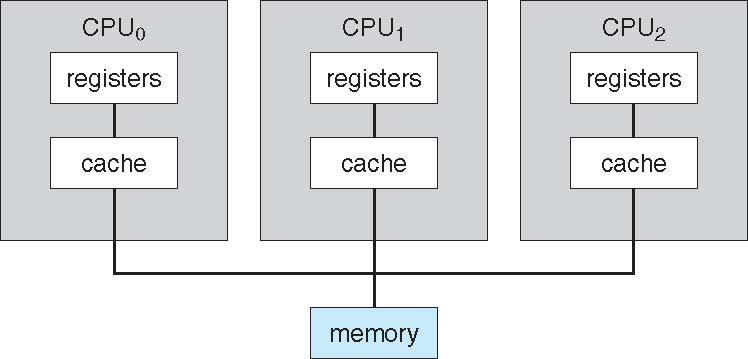 CPU₀
CPU₁
CPU₂
registers
registers
registers
cache
cache
cache
memory